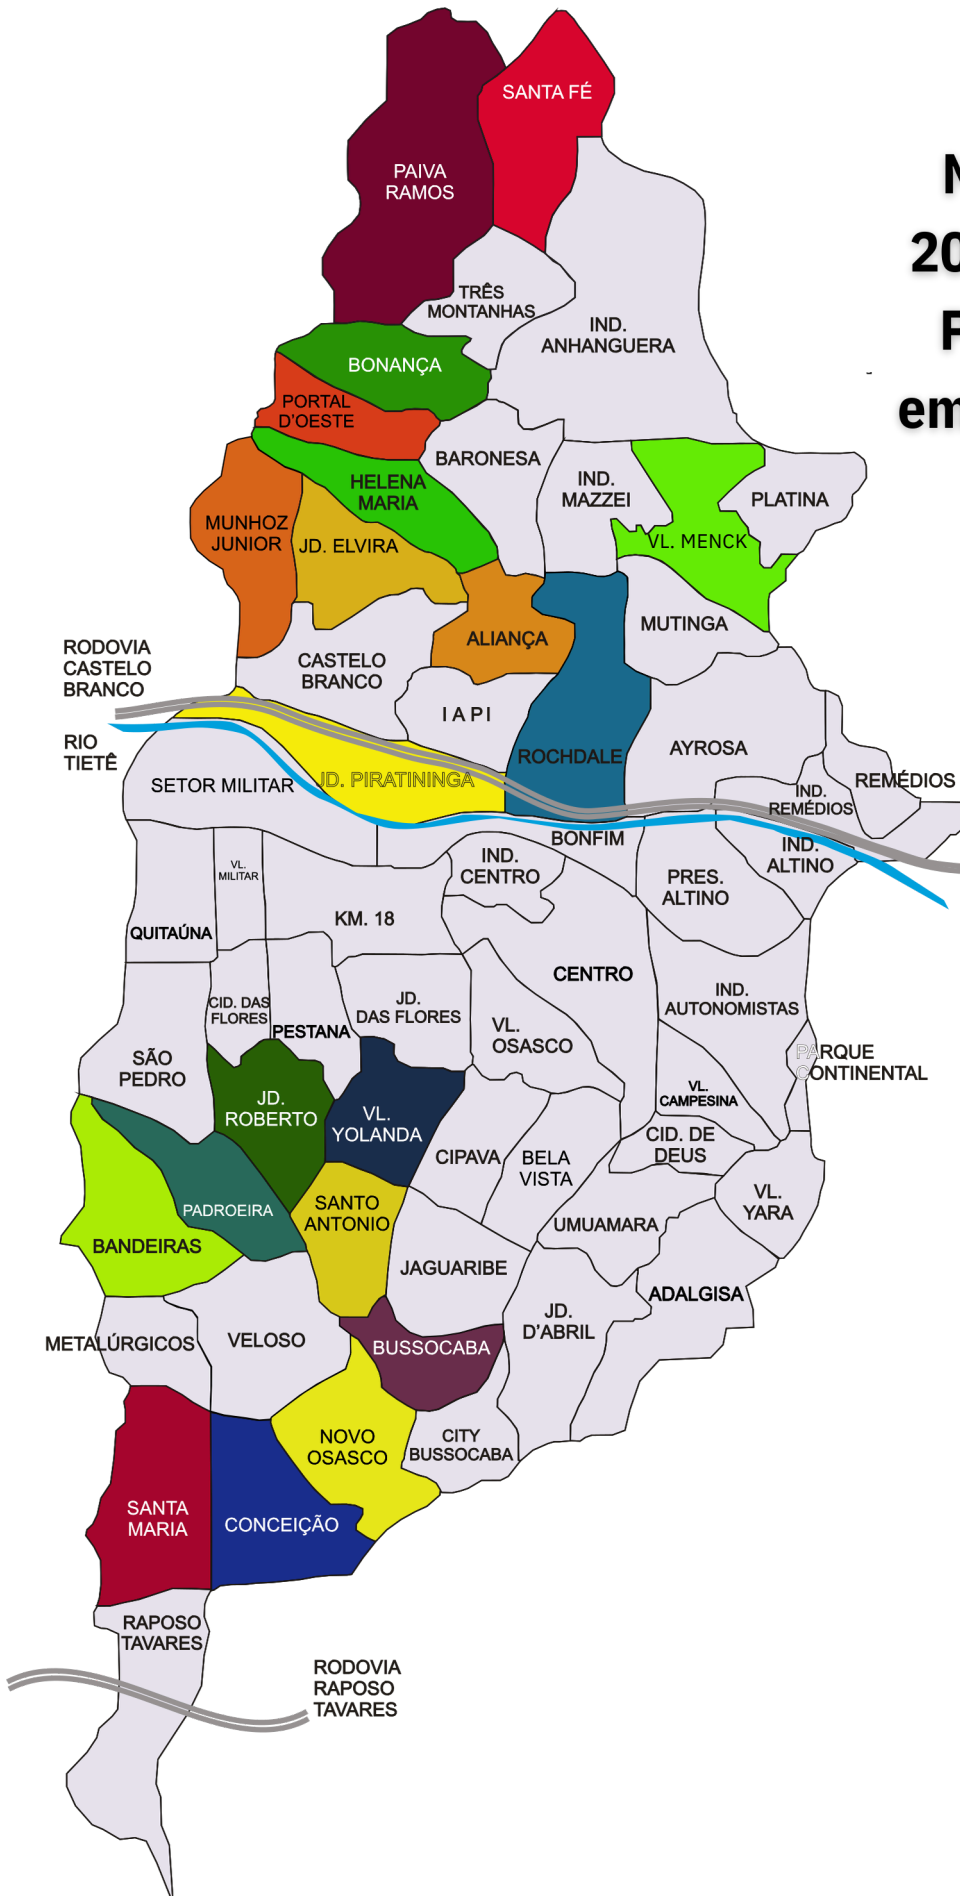 SANTA FÉ
PAIVA
RAMOS
20
em
TRÊS
MONTANHAS
IND.
ANHANGUERA
BONANÇA
PORTAL
D'OESTE
BARONESA
HELENA
MARIA
IND.
MAZZEI
PLATINA
MUNHOZ
JUNIOR
JD. ELVIRA
VL. MENCK
MUTINGA
ALIANÇA
RODOVIA
CASTELO
BRANCO
CASTELO
BRANCO
I A P I
RIO
TIETÊ
ROCHDALE
AYROSA
SETOR MILITAR
JD. PIRATININGA
REMÉDIOS
IND.
REMÉDIOS
BONFIM
IND.
ALTINO
VL.
MILITAR
IND.
CENTRO
PRES.
ALTINO
KM. 18
QUITAÚNA
CENTRO
CID. DAS
FLORES
PESTANA
JD.
DAS FLORES
IND.
AUTONOMISTAS
VL.
OSASCO
SÃO
PEDRO
PARQUE
CONTINENTAL
JD.
ROBERTO
VL.
CAMPESINA
VL.
YOLANDA
CIPAVA
BELA
VISTA
CID. DE
DEUS
PADROEIRA
SANTO
ANTONIO
UMUAMARA
VL.
YARA
BANDEIRAS
JAGUARIBE
ADALGISA
METALÚRGICOS
VELOSO
BUSSOCABA
JD.
D'ABRIL
NOVO
OSASCO
CITY
BUSSOCABA
SANTA
MARIA
CONCEIÇÃO
RAPOSO
TAVARES
RODOVIA
RAPOSO
TAVARES